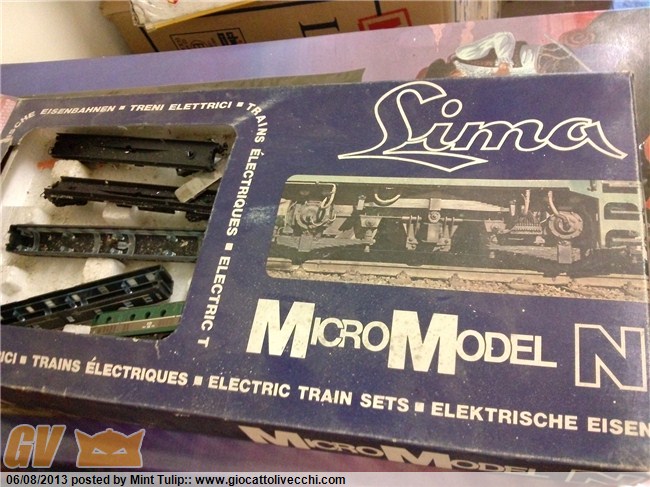 SCHE EISENBAHNEN ■ TRENI ELETTRICI ■ TRAINS ÉLECTRIQUES ■ ELECTRIC T
Lima
MICROMODEL N
ICI ■ TRAINS ÉLECTRIQUES ■ ELECTRIC TRAIN SETS ■ ELEKTRISCHE EISEN
MICROMODEL
GV
06/08/2013 posted by Mint Tulip:: www.giocattolivecchi.com